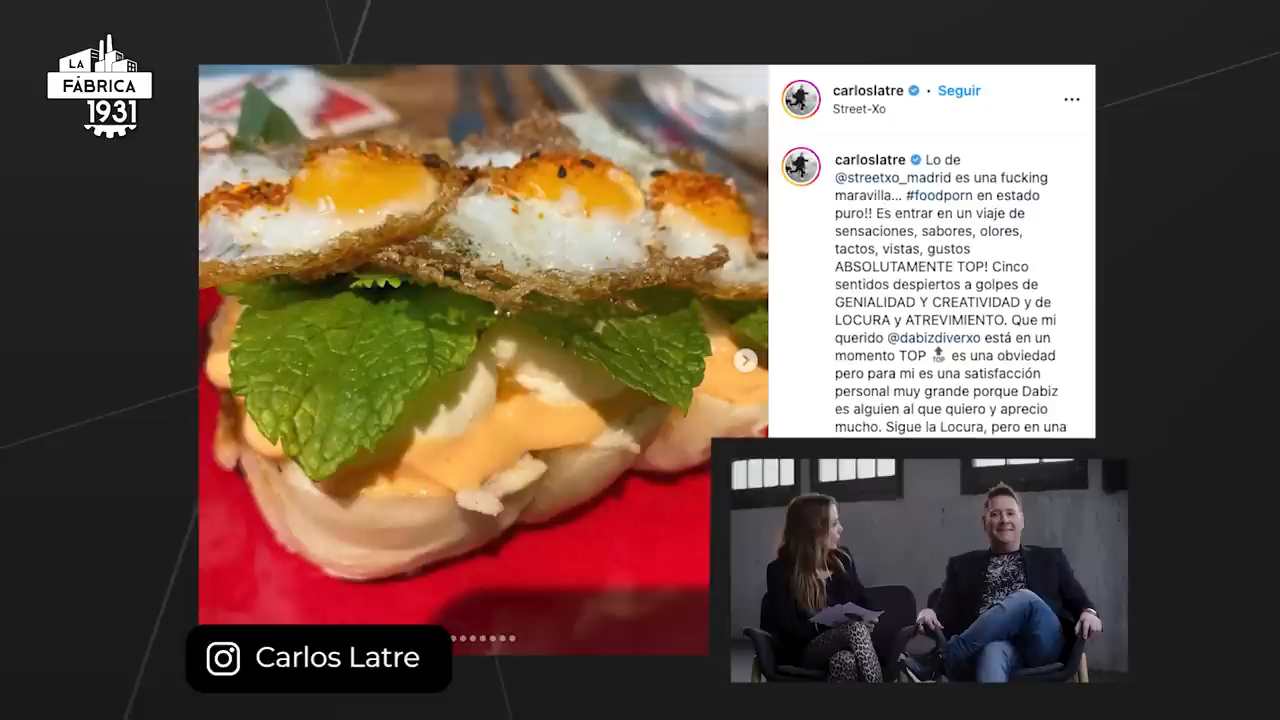 LA
FÁBRICA
1931
carloslatre • Seguir
Street-Xo
carloslatre Lo de
@streetxo_madrid es una fucking
maravilla... #foodporn en estado
puro!! Es entrar en un viaje de
sensaciones, sabores, olores,
tactos, vistas, gustos
ABSOLUTAMENTE TOP! Cinco
sentidos despiertos a golpes de
GENIALIDAD Y CREATIVIDAD y de
LOCURA y ATREVIMIENTO. Que mi
querido @dabizdiverxo está en un
momento TOP 🔝 es una obviedad
pero para mi es una satisfacción
personal muy grande porque Dabiz
es alguien al que quiero y aprecio
mucho. Sigue la Locura, pero en una
Carlos Latre